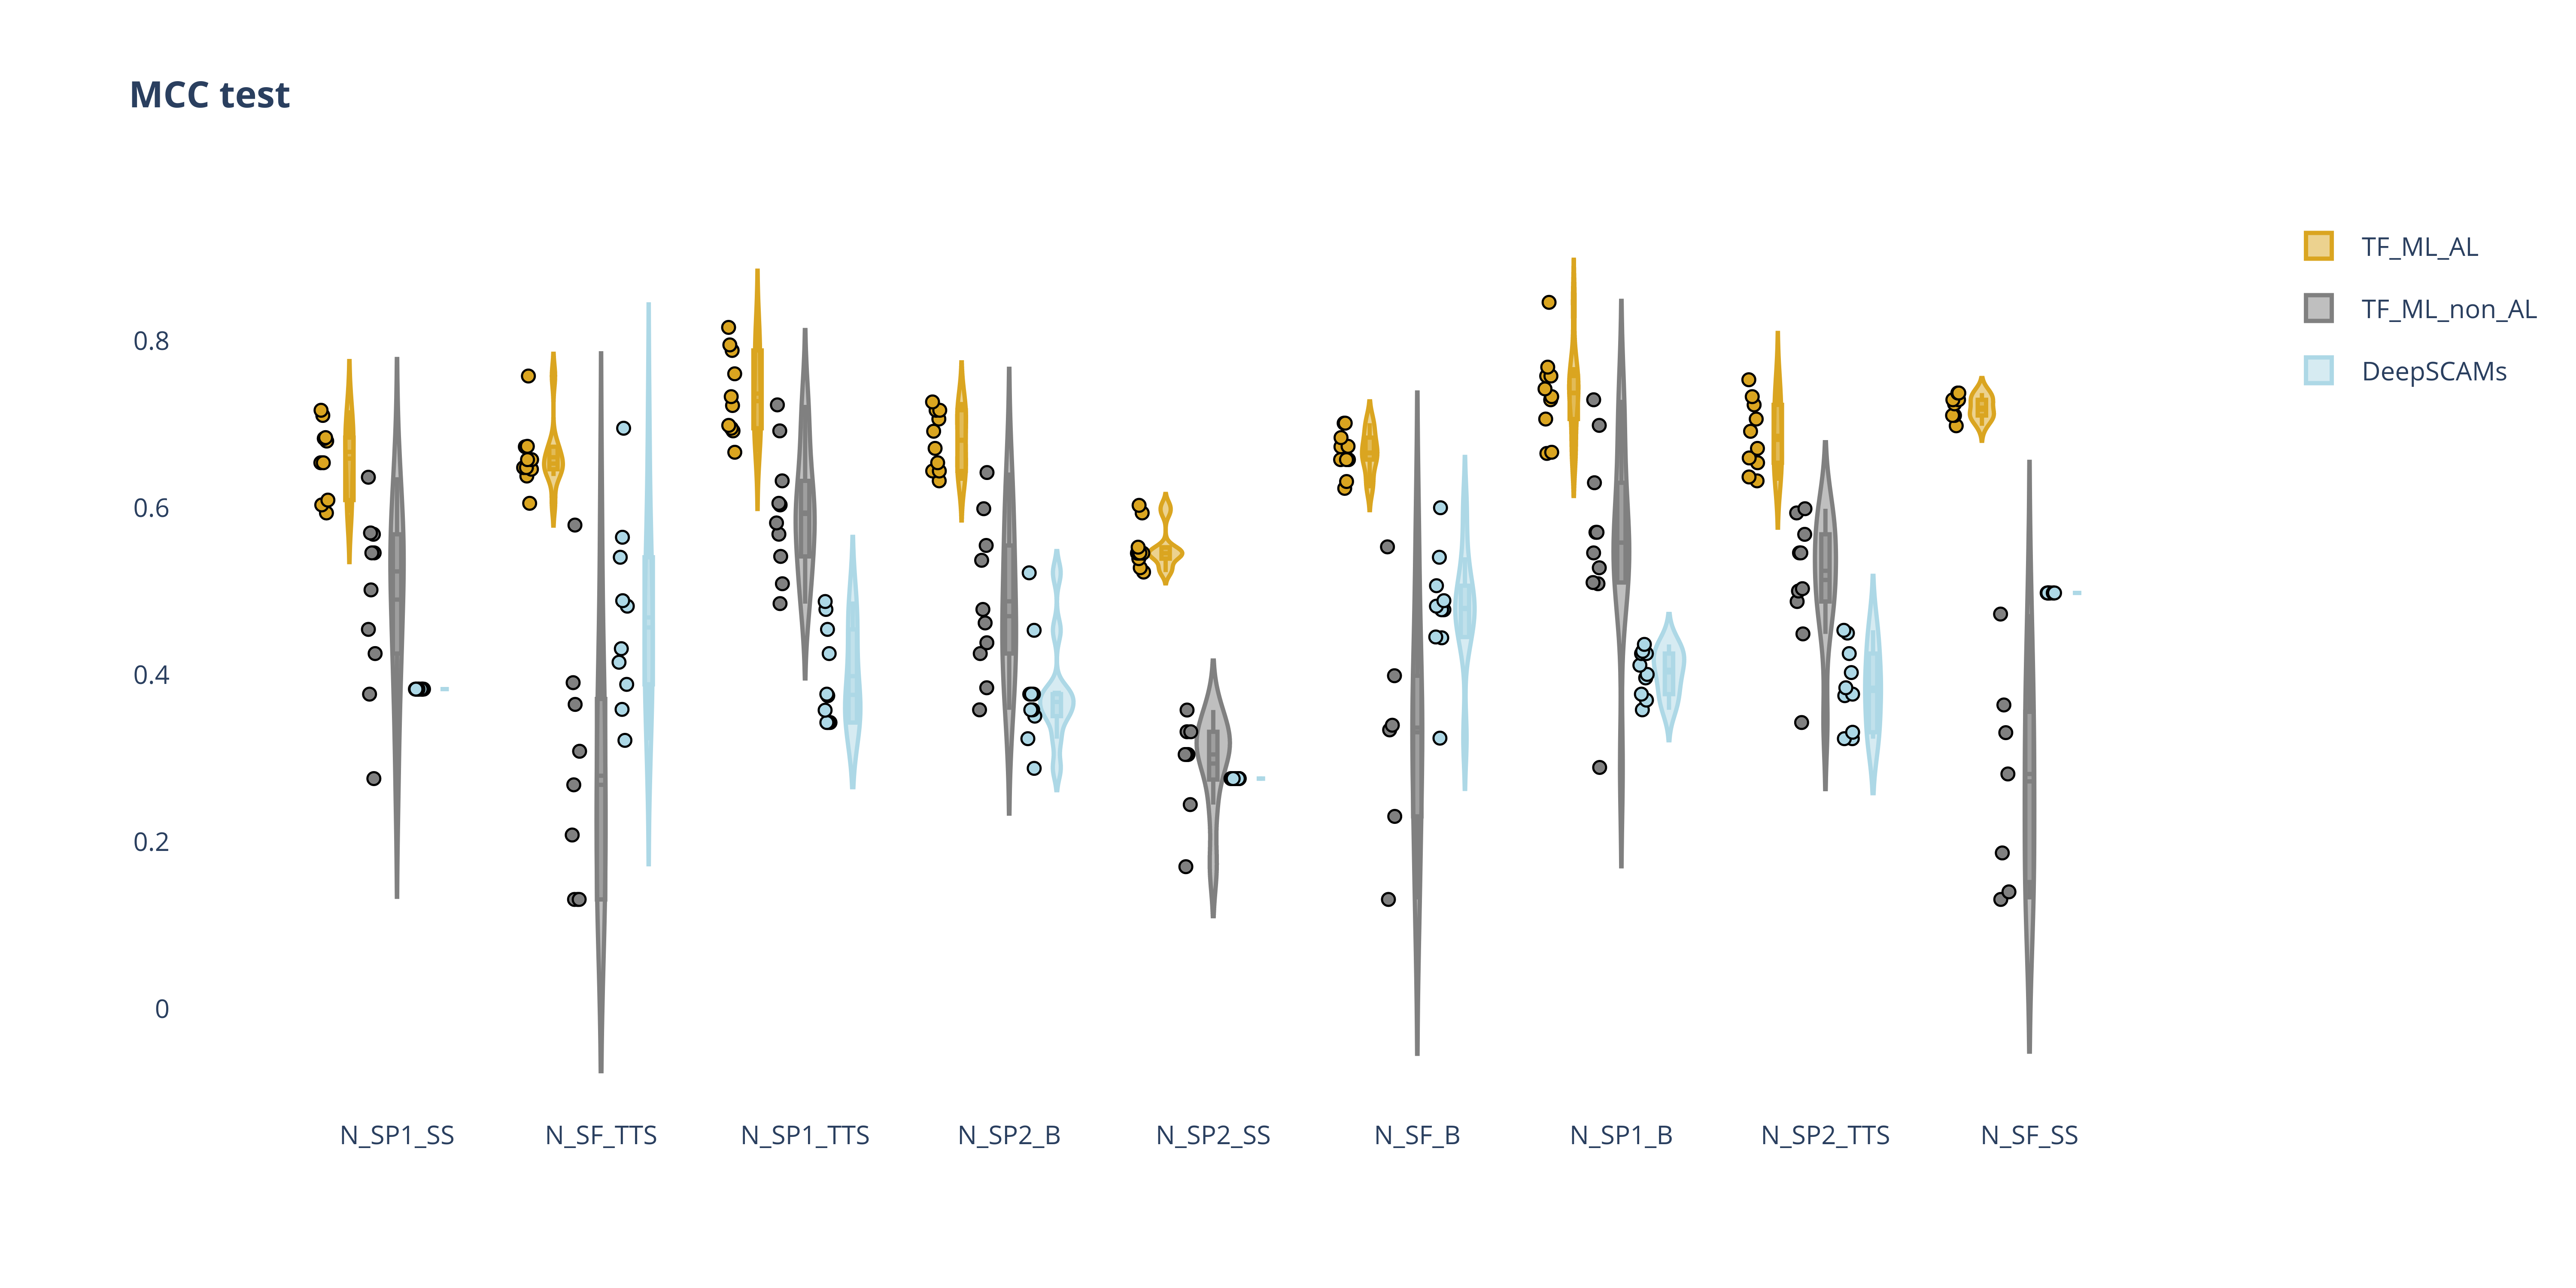 MCC test
TF_ML_AL
TF_ML_non_AL
DeepSCAMs
0.8
0.6
0.4
0.2
0
N_SP1_SS
N_SF_TTS
N_SP1_TTS
N_SP2_B
N_SP2_SS
N_SF_B
N_SP1_B
N_SP2_TTS
N_SF_SS